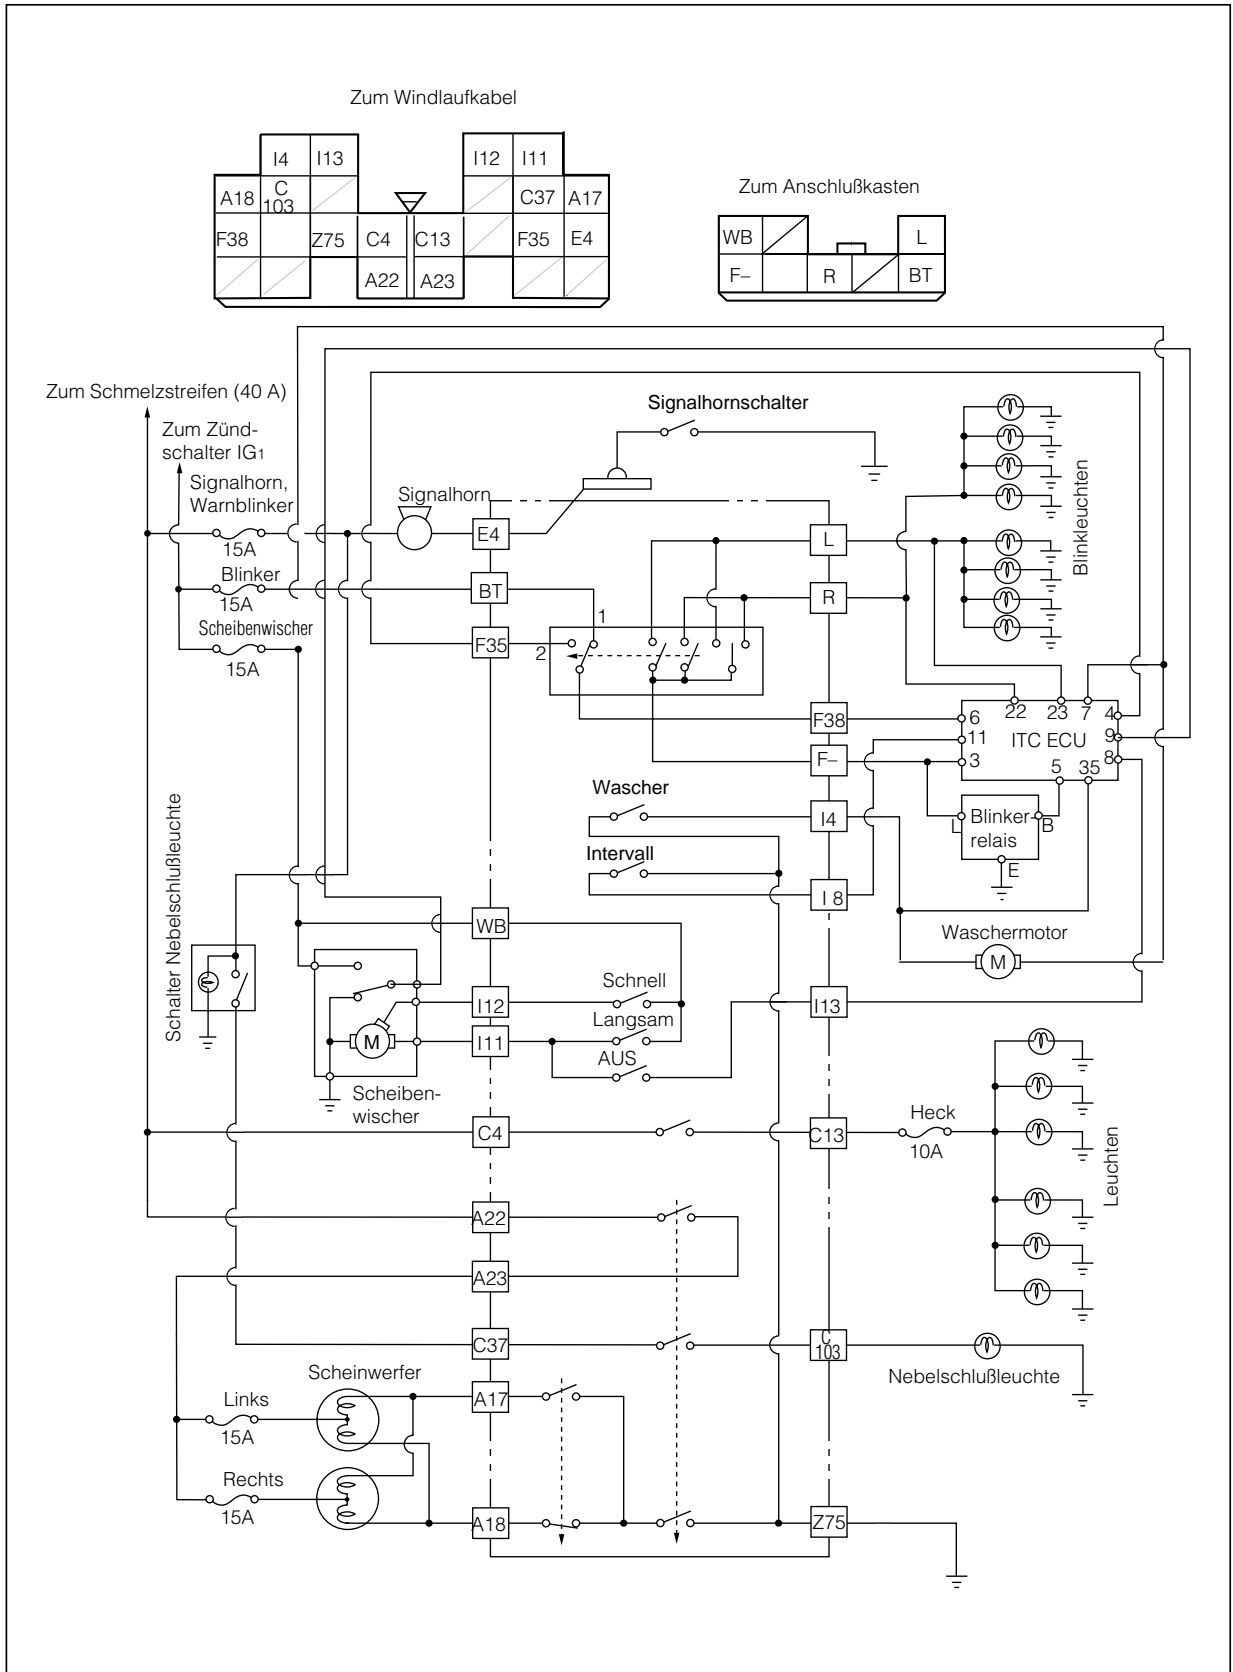 Zum Windlaufkabel
I4 I13 I12 I11
A18 C 103 C37 A17
F38 Z75 C4 C13 F35 E4
A22 A23
Zum Anschlußkasten
WB L
F– R BT
Zum Schmelzstreifen (40 A)
Zum Zünd-
schalter IG1
Signalhorn,
Warnblinker
15A
Blinker
15A
Scheibenwischer
15A
Signalhorn
Signalhornschalter
E4
BT
F35
1
2
L
R
Blinkleuchten
F38
F–
6
11
3
22 23 7 4
ITC ECU
9
8
5 35
L
Blinker-
relais
B
E
Wascher
I4
Intervall
I 8
Schalter Nebelschlußleuchte
WB
Waschermotor
M
I12
Schnell
I13
I11
Langsam
AUS
M
Scheiben-
wischer
C4
C13
Heck
10A
Leuchten
A22
A23
C37
C
103
Nebelschlußleuchte
Scheinwerfer
Links
15A
Rechts
15A
A17
A18
Z75